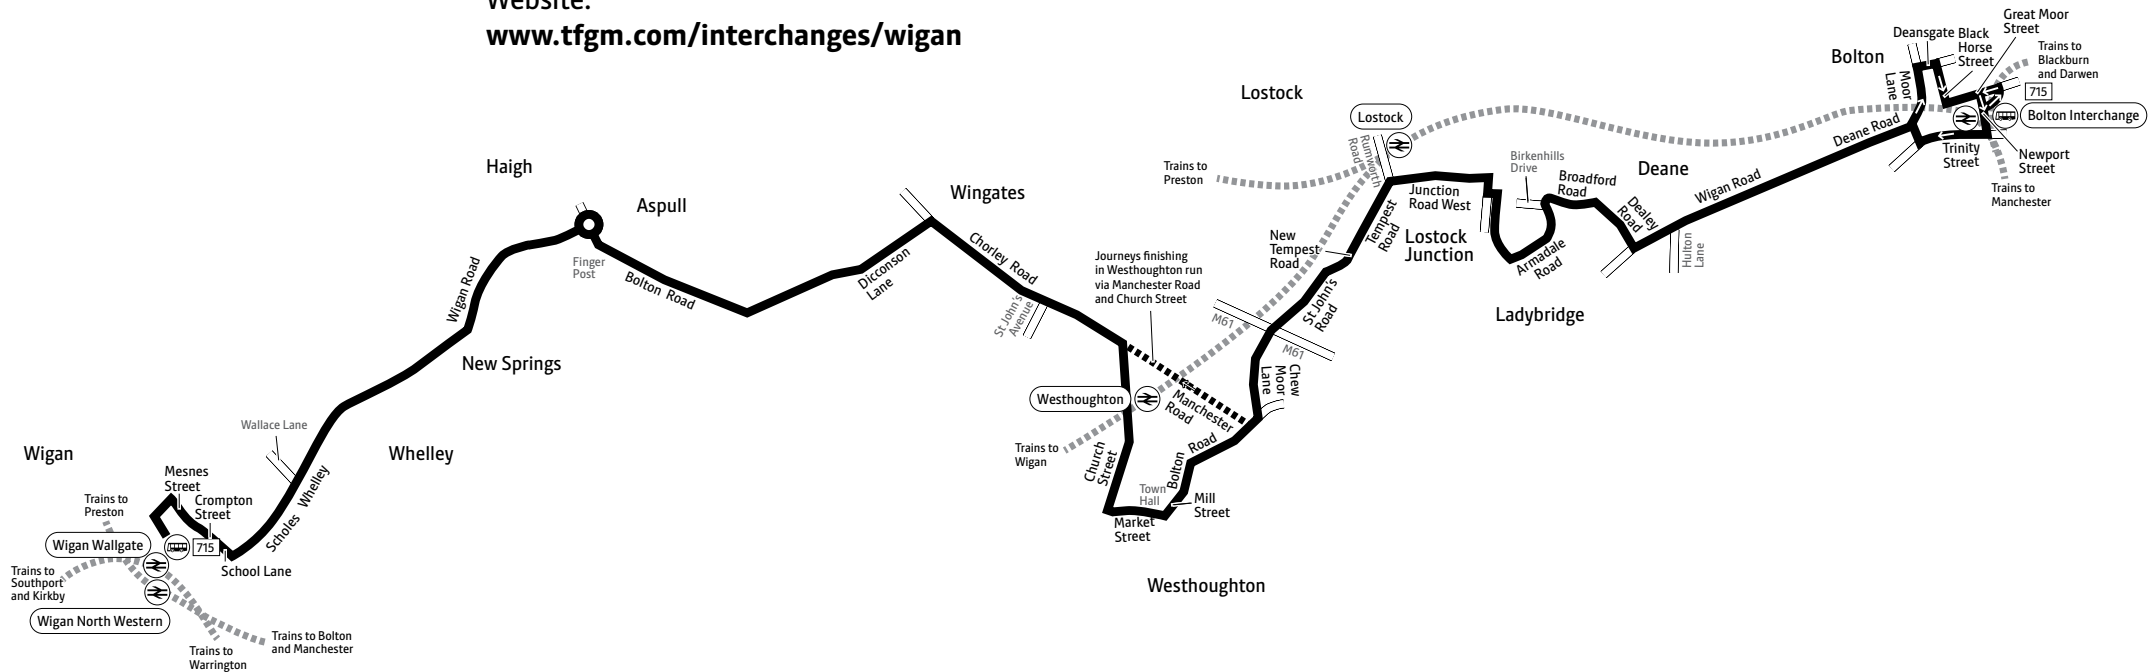 Website:
www.tfgm.com/interchanges/wigan
Great Moor
Street
Deansgate
Black
Horse
Street
Trains to
Blackburn
and Darwen
Bolton
Moor
Lane
715
Bolton Interchange
Deane Road
Trinity
Street
Newport
Street
Trains to
Manchester
Lostock
Lostock
Rumworth
Road
Trains to
Preston
Birkenhills
Drive
Deane
Broadford
Road
Wigan Road
Dealey
Road
Hulton
Lane
Junction
Road West
Tempest
Road
Lostock
Junction
Armadale
Road
Ladybridge
New
Tempest
Road
St John's
Road
M61
M61
Chew
Moor
Lane
Haigh
Aspull
Wingates
Finger
Post
Wigan Road
Bolton Road
Dicconson
Lane
Chorley Road
St John's
Avenue
Journeys finishing
in Westhoughton run
via Manchester Road
and Church Street
Westhoughton
Manchester
Road
Trains to
Wigan
Church
Street
Bolton Road
Town
Hall
Mill
Street
Market
Street
Westhoughton
New Springs
Wallace Lane
Whelley
Wigan
Mesnes
Street
Crompton
Street
Scholes
Whelley
Trains to
Preston
Wigan Wallgate
715
School Lane
Trains to
Southport
and Kirkby
Wigan North Western
Trains to Bolton
and Manchester
Trains to
Warrington